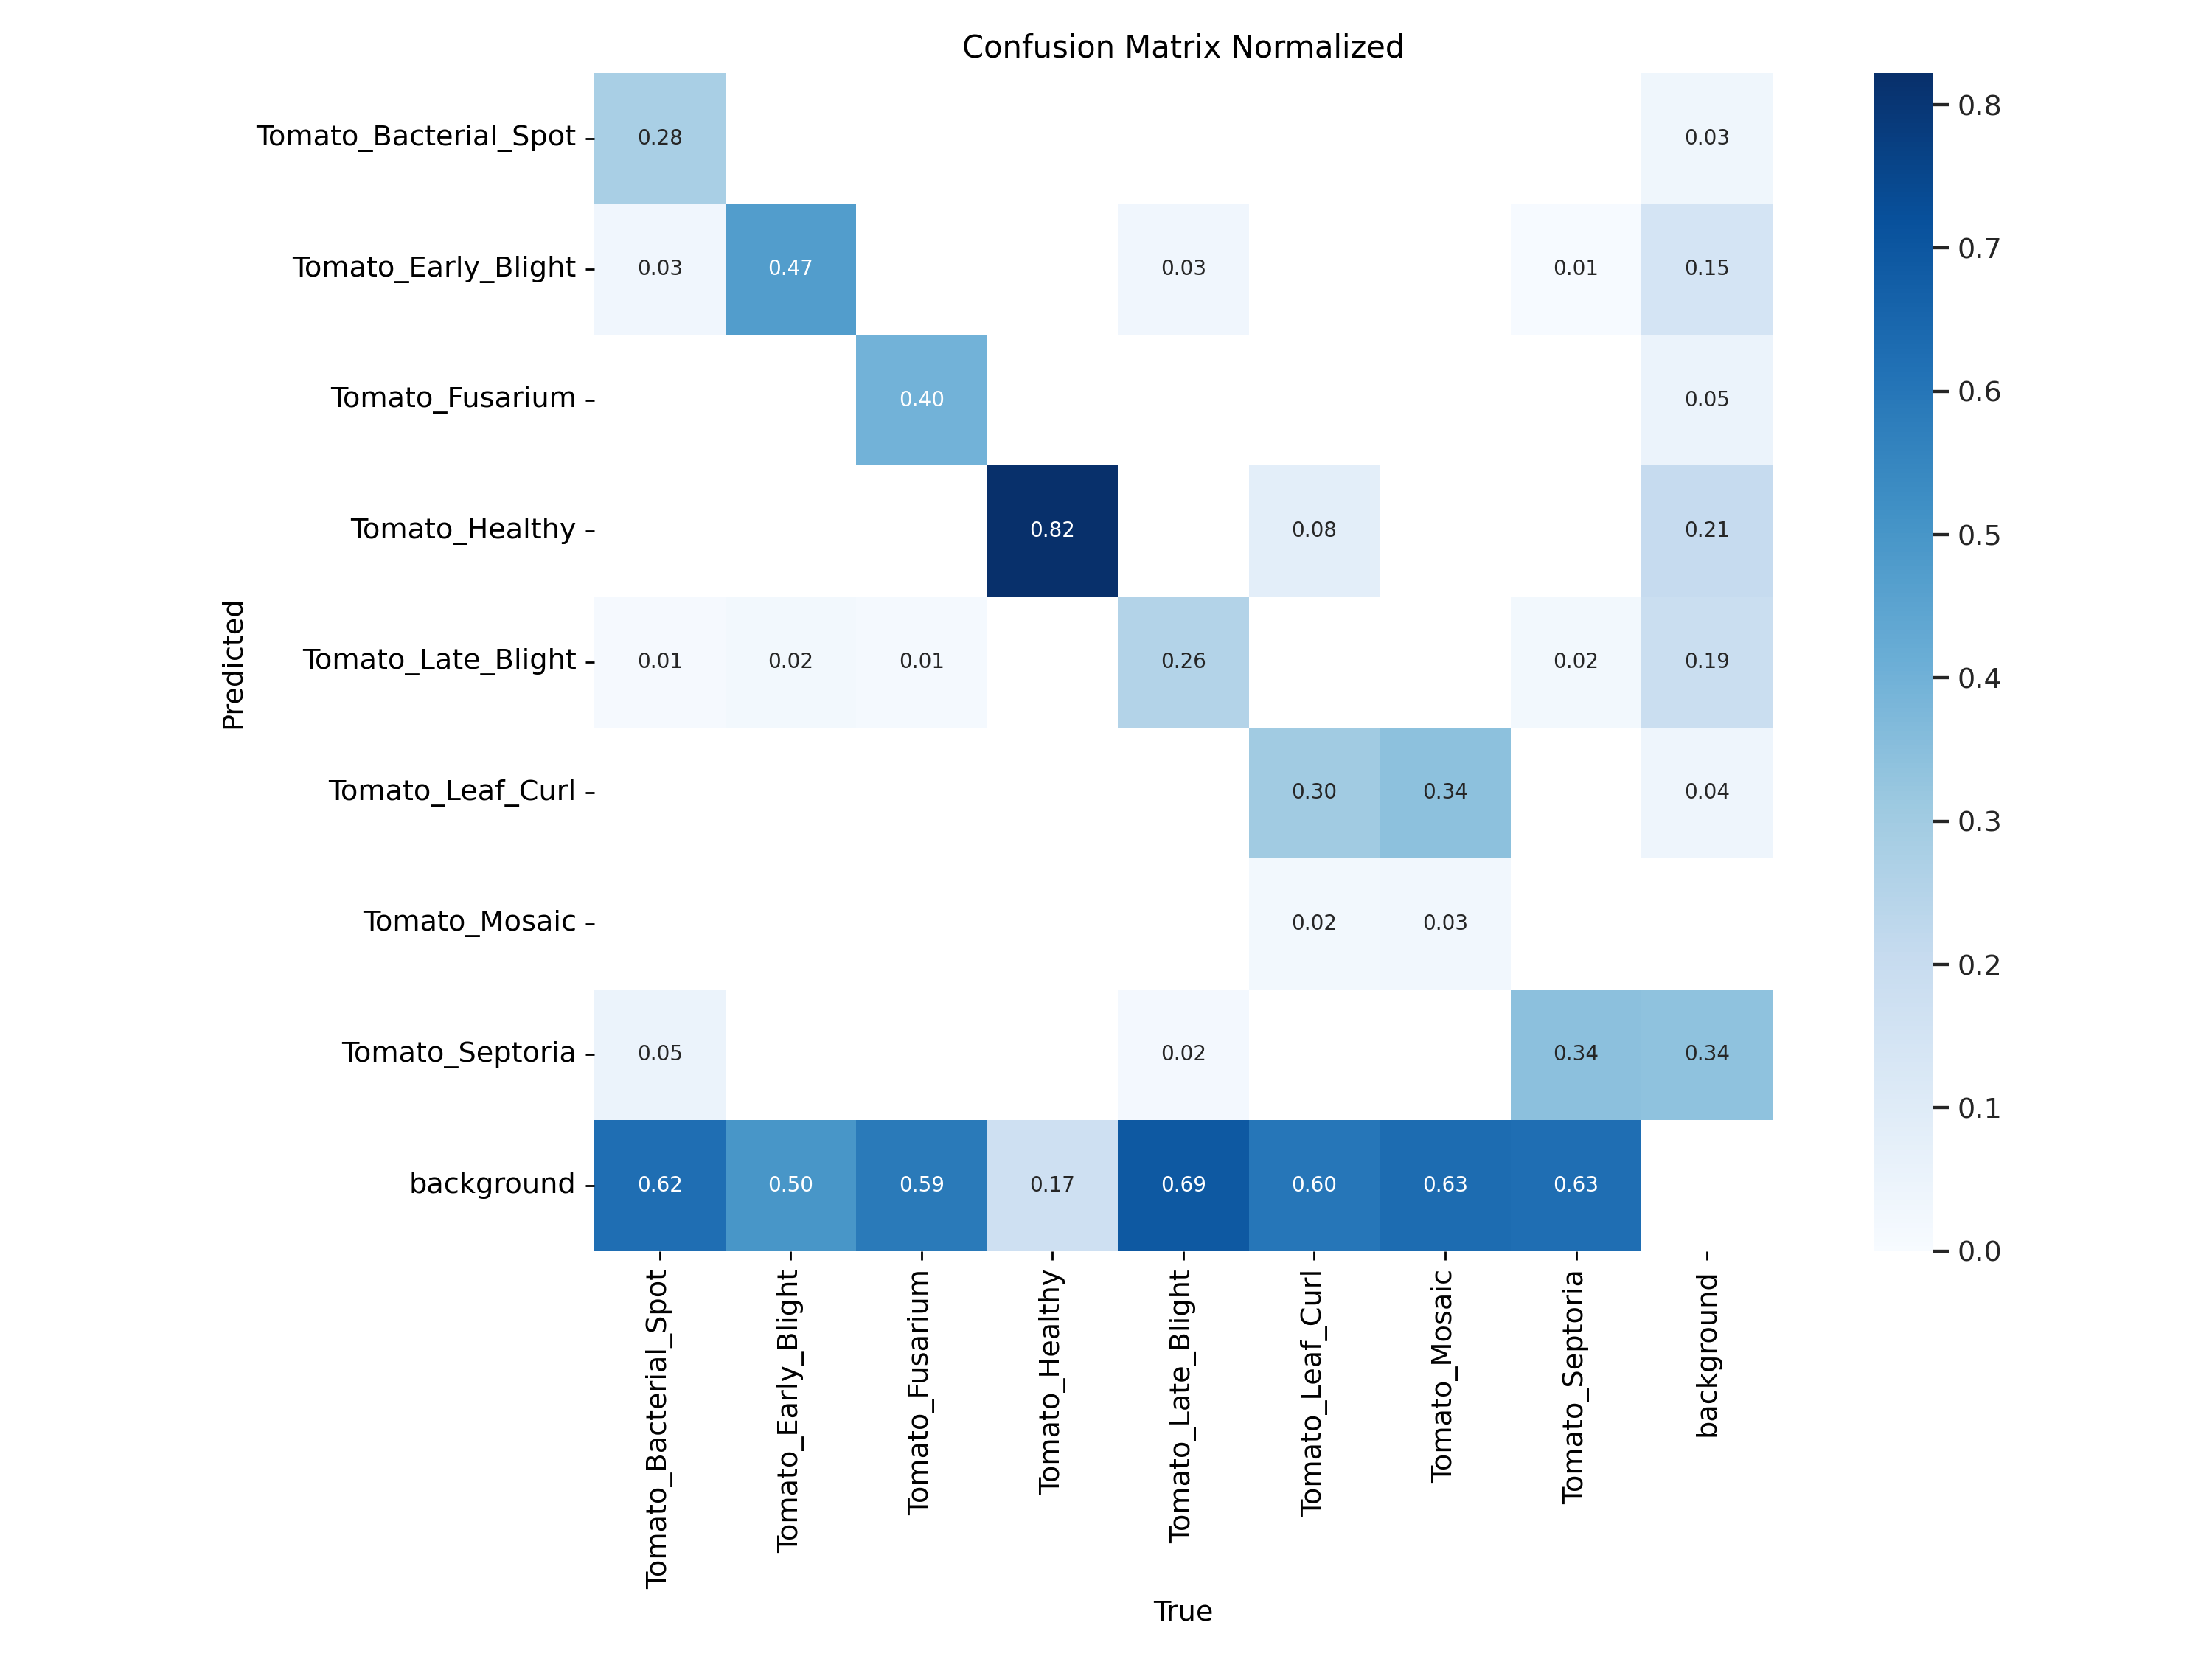 Confusion Matrix Normalized
Predicted
Tomato_Bacterial_Spot 0.28 0.03
Tomato_Early_Blight 0.03 0.47 0.03 0.01 0.15
Tomato_Fusarium 0.40 0.05
Tomato_Healthy 0.82 0.08 0.21
Tomato_Late_Blight 0.01 0.02 0.01 0.26 0.02 0.19
Tomato_Leaf_Curl 0.30 0.34 0.04
Tomato_Mosaic 0.02 0.03
Tomato_Septoria 0.05 0.02 0.34 0.34
background 0.62 0.50 0.59 0.17 0.69 0.60 0.63 0.63
Tomato_Bacterial_Spot
Tomato_Early_Blight
Tomato_Fusarium
Tomato_Healthy
Tomato_Late_Blight
Tomato_Leaf_Curl
Tomato_Mosaic
Tomato_Septoria
background
True
0.8
0.7
0.6
0.5
0.4
0.3
0.2
0.1
0.0